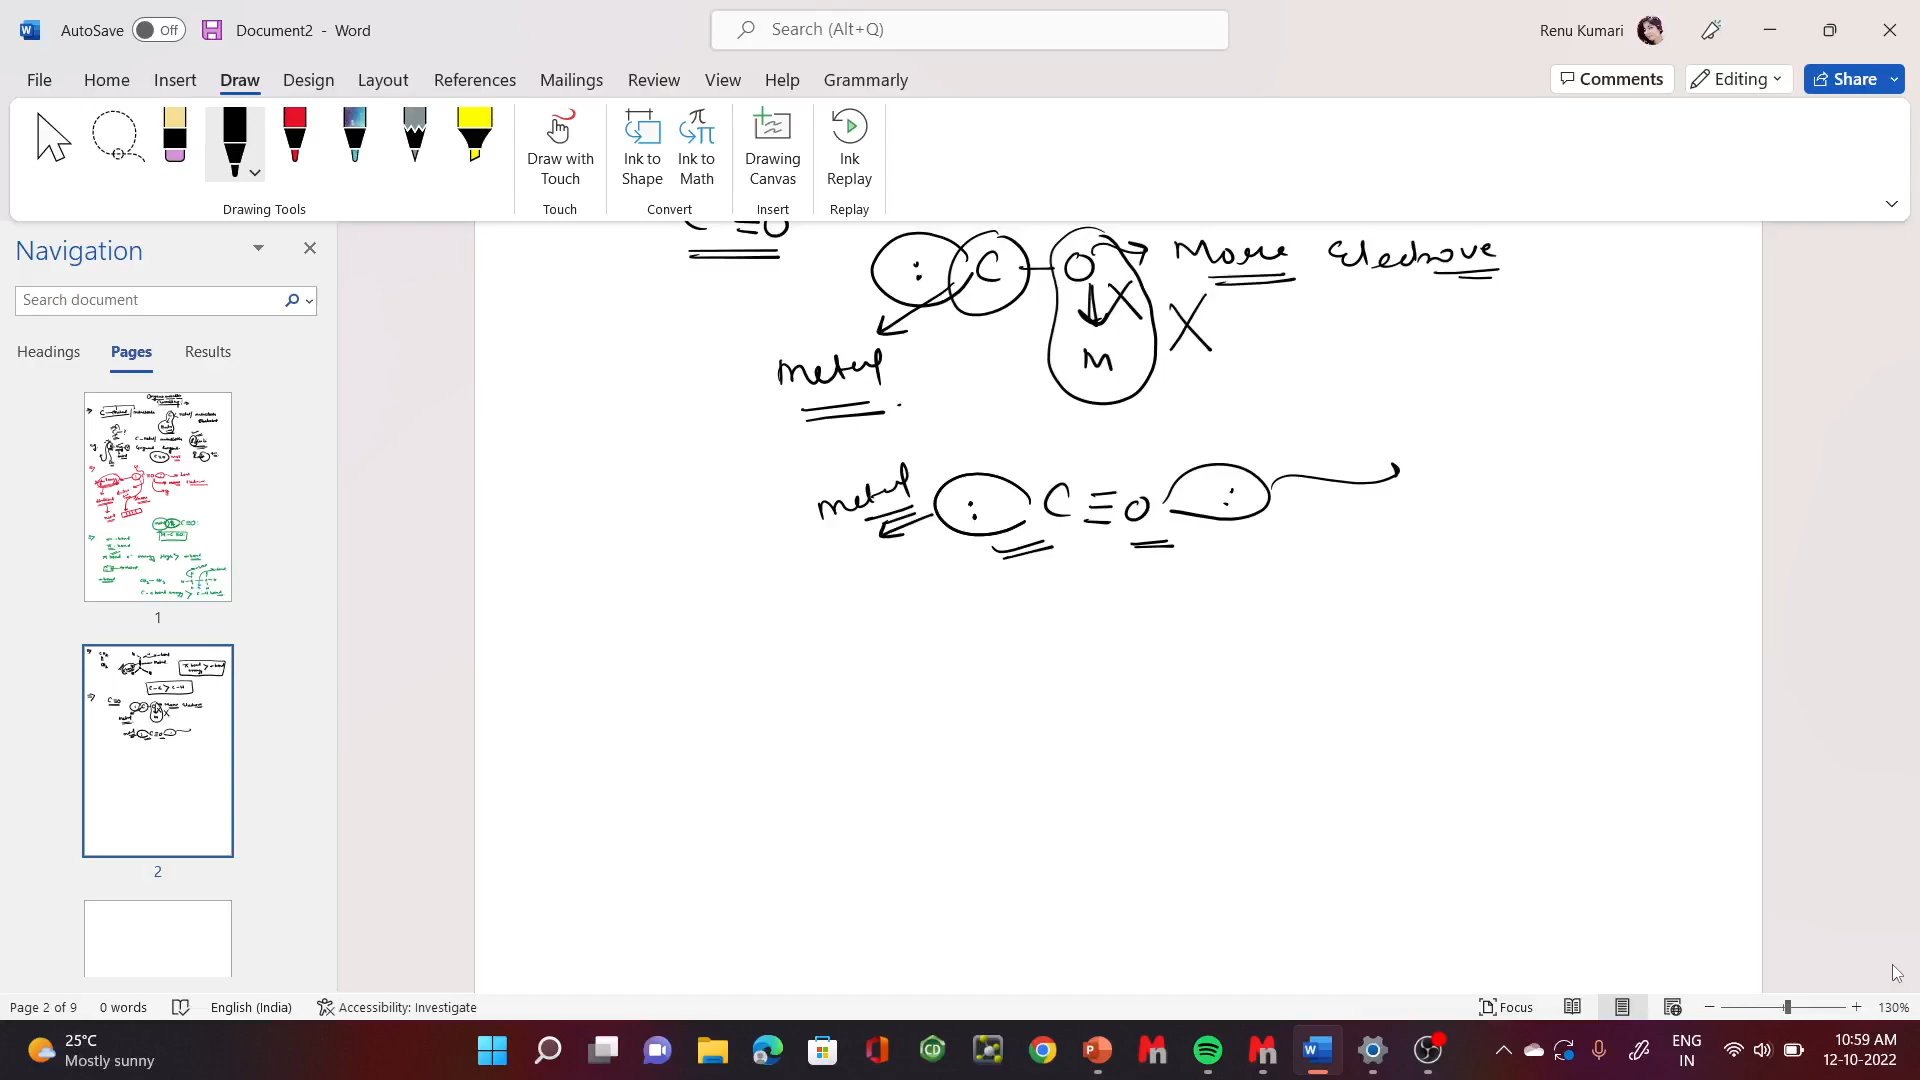 AutoSave Off Document2 - Word Search (Alt+Q) Renu Kumari
File Home Insert Draw Design Layout References Mailings Review View Help Grammarly Comments Editing Share
Draw with Touch Ink to Shape Ink to Math Drawing Canvas Ink Replay
Drawing Tools Touch Convert Insert Replay
Navigation
Search document
Headings Pages Results
1
2
C≡O
: C - O → More Electrove
X X
M
Metal
Metal : C ≡ O :
Page 2 of 9 0 words English (India) Accessibility: Investigate Focus 130%
25°C
Mostly sunny
ENG
IN
10:59 AM
12-10-2022